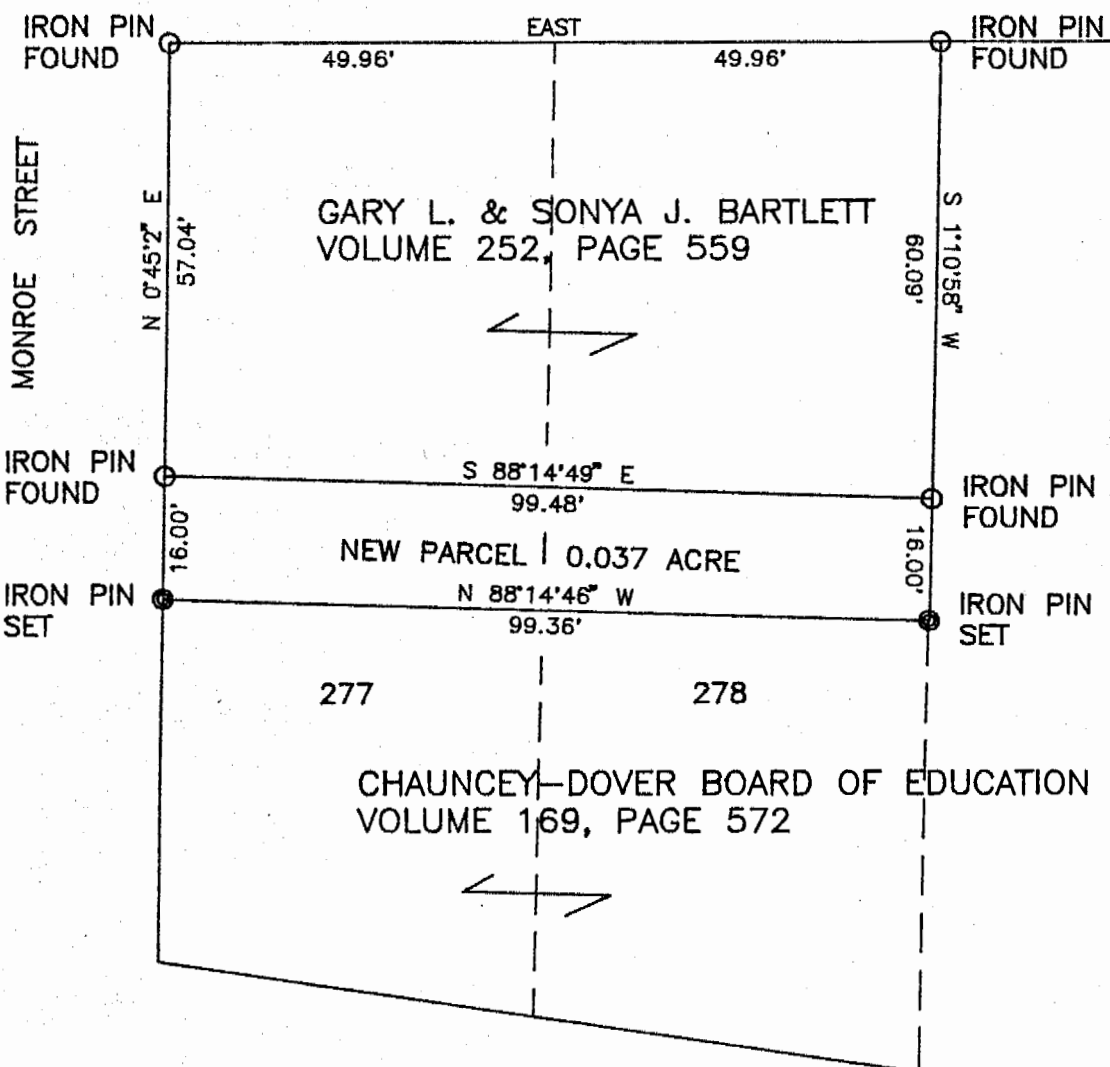 IRON PIN
FOUND
EAST
IRON PIN
FOUND
49.96'
49.96'
MONROE STREET
N 0°45'2" E
57.04'
GARY L. & SONYA J. BARTLETT
VOLUME 252, PAGE 559
S 1°10'58" W
60.09'
IRON PIN
FOUND
S 88°14'49" E
99.48'
IRON PIN
FOUND
16.00'
NEW PARCEL 0.037 ACRE
16.00'
IRON PIN
SET
N 88°14'46" W
99.36'
IRON PIN
SET
277
278
CHAUNCEY-DOVER BOARD OF EDUCATION
VOLUME 169, PAGE 572